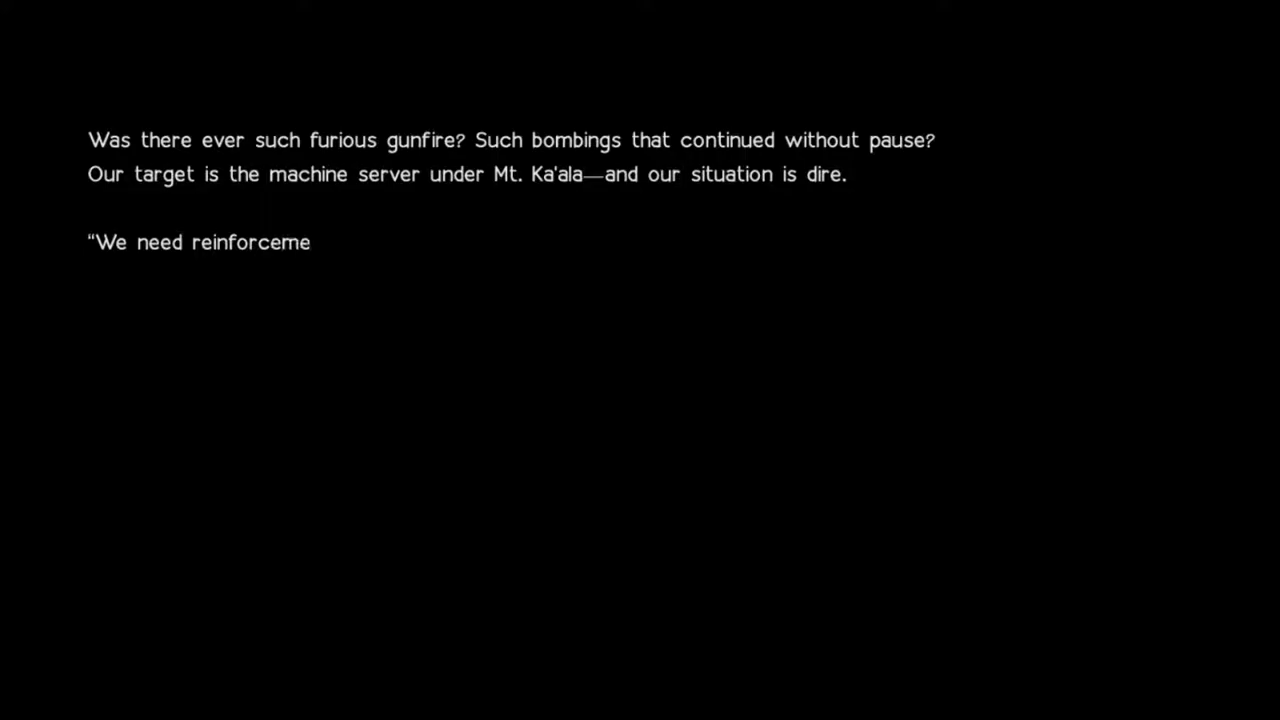 Was there ever such furious gunfire? Such bombings that continued without pause?
Our target is the machine server under Mt. Ka'ala—and our situation is dire.
“We need reinforceme